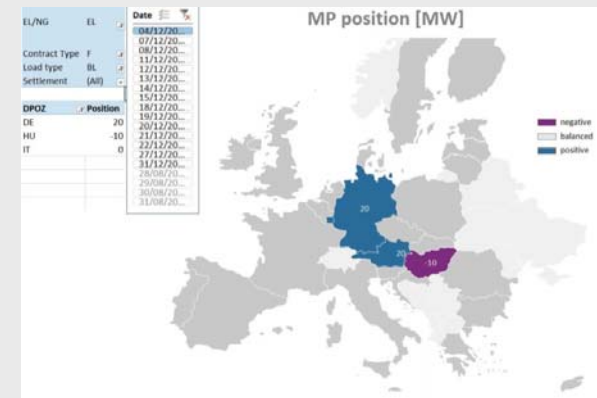 EL/NG EL
Contract Type F
Load type BL
Settlement (All)
DPOZ Position
DE 20
HU -10
IT 0
Date
04/12/20...
07/12/20...
08/12/20...
11/12/20...
12/12/20...
13/12/20...
14/12/20...
15/12/20...
18/12/20...
19/12/20...
20/12/20...
21/12/20...
22/12/20...
27/12/20...
31/12/20...
28/08/20...
29/08/20...
30/08/20...
31/08/20...
MP position [MW]
negative
balanced
positive
20
20
-10